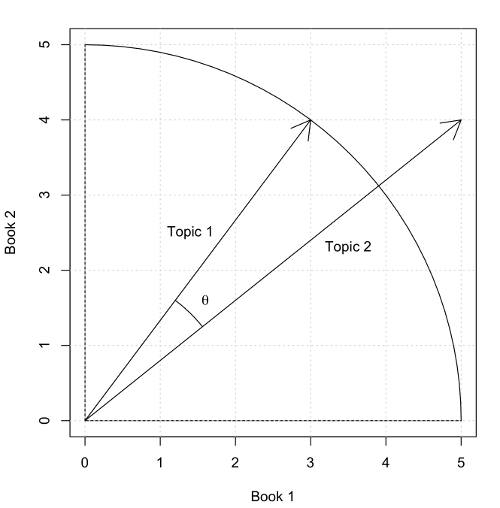 5
4
3
2
1
0
Book 2
Topic 1
Topic 2
θ
0 1 2 3 4 5
Book 1